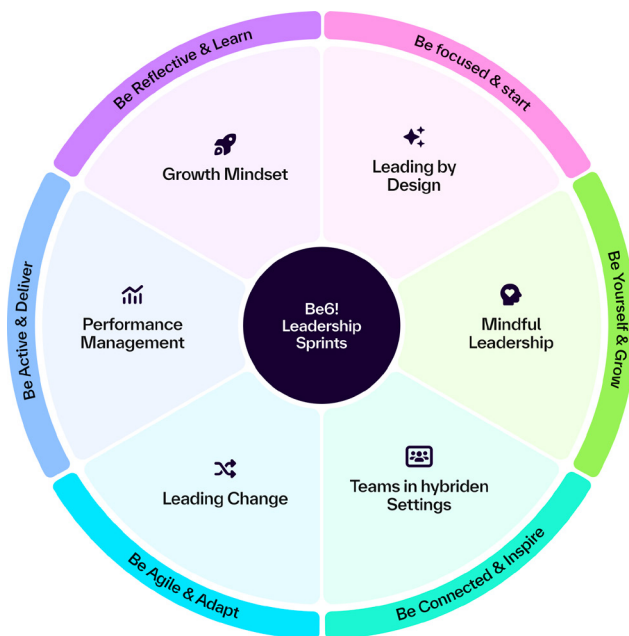 Be focused & start
Leading by
Design
Be Yourself & Grow
Mindful
Leadership
Be Connected & Inspire
Teams in hybriden
Settings
Be Agile & Adapt
Leading Change
Be Active & Deliver
Performance
Management
Be Reflective & Learn
Growth Mindset
Be6!
Leadership
Sprints